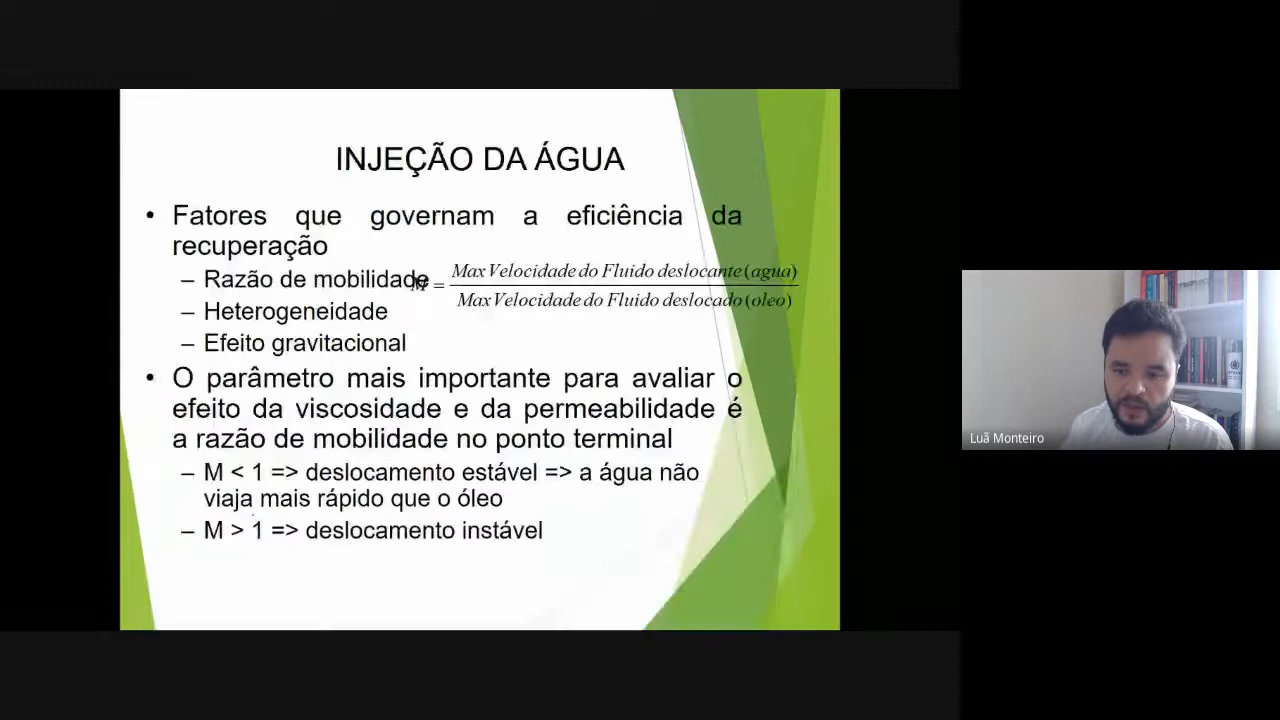 INJEÇÃO DA ÁGUA
• Fatores que governam a eficiência da
recuperação
– Razão de mobilidade
M = Max Velocidade do Fluido deslocante (agua)
Max Velocidade do Fluido deslocado (oleo)
– Heterogeneidade
– Efeito gravitacional
• O parâmetro mais importante para avaliar o
efeito da viscosidade e da permeabilidade é
a razão de mobilidade no ponto terminal
– M < 1 => deslocamento estável => a água não
viaja mais rápido que o óleo
– M > 1 => deslocamento instável
Luã Monteiro